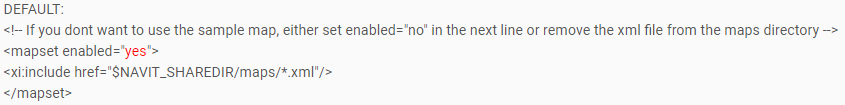 DEFAULT:
<!-- If you dont want to use the sample map, either set enabled="no" in the next line or remove the xml file from the maps directory -->
<mapset enabled="yes">
<xi:include href="$NAVIT_SHAREDIR/maps/*.xml"/>
</mapset>